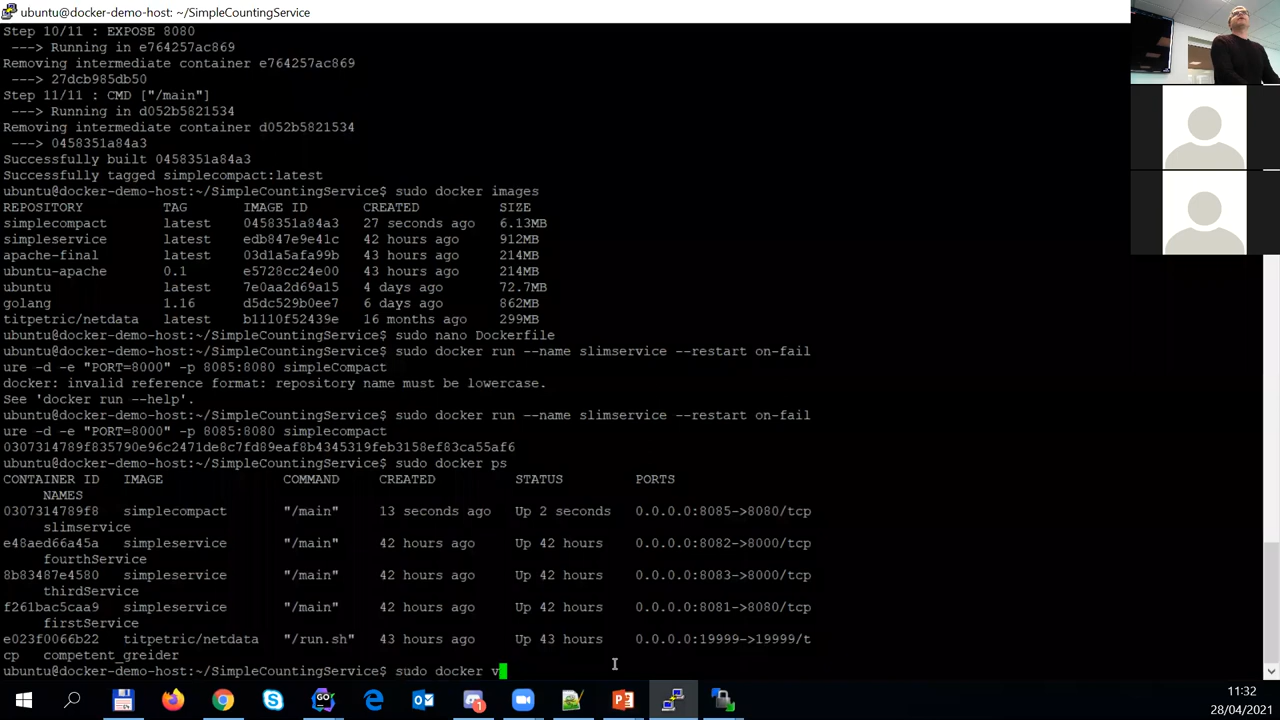 ubuntu@docker-demo-host: ~/SimpleCountingService
Step 10/11 : EXPOSE 8080
 ---> Running in e764257ac869
Removing intermediate container e764257ac869
 ---> 27dcb985db50
Step 11/11 : CMD ["/main"]
 ---> Running in d052b5821534
Removing intermediate container d052b5821534
 ---> 0458351a84a3
Successfully built 0458351a84a3
Successfully tagged simplecompact:latest
ubuntu@docker-demo-host:~/SimpleCountingService$ sudo docker images
REPOSITORY TAG IMAGE ID CREATED SIZE
simplecompact latest 0458351a84a3 27 seconds ago 6.13MB
simpleservice latest edb847e9e41c 42 hours ago 912MB
apache-final latest 03d1a5afa99b 43 hours ago 214MB
ubuntu-apache 0.1 e5728cc24e00 43 hours ago 214MB
ubuntu latest 7e0aa2d69a15 4 days ago 72.7MB
golang 1.16 d5dc529b0ee7 6 days ago 862MB
titpetric/netdata latest b1110f52439e 16 months ago 299MB
ubuntu@docker-demo-host:~/SimpleCountingService$ sudo nano Dockerfile
ubuntu@docker-demo-host:~/SimpleCountingService$ sudo docker run --name slimservice --restart on-fail
ure -d -e "PORT=8000" -p 8085:8080 simpleCompact
docker: invalid reference format: repository name must be lowercase.
See 'docker run --help'.
ubuntu@docker-demo-host:~/SimpleCountingService$ sudo docker run --name slimservice --restart on-fail
ure -d -e "PORT=8000" -p 8085:8080 simplecompact
0307314789f835790e96c2471de8c7fd89eaf8b4345319feb3158ef83ca55af6
ubuntu@docker-demo-host:~/SimpleCountingService$ sudo docker ps
CONTAINER ID IMAGE COMMAND CREATED STATUS PORTS
NAMES
0307314789f8 simplecompact "/main" 13 seconds ago Up 2 seconds 0.0.0.0:8085->8080/tcp
slimservice
e48aed66a45a simpleservice "/main" 42 hours ago Up 42 hours 0.0.0.0:8082->8000/tcp
fourthService
8b83487e4580 simpleservice "/main" 42 hours ago Up 42 hours 0.0.0.0:8083->8000/tcp
thirdService
f261bac5caa9 simpleservice "/main" 42 hours ago Up 42 hours 0.0.0.0:8081->8080/tcp
firstService
e023f0066b22 titpetric/netdata "/run.sh" 43 hours ago Up 43 hours 0.0.0.0:19999->19999/t
cp competent_greider
ubuntu@docker-demo-host:~/SimpleCountingService$ sudo docker v
11:32
28/04/2021